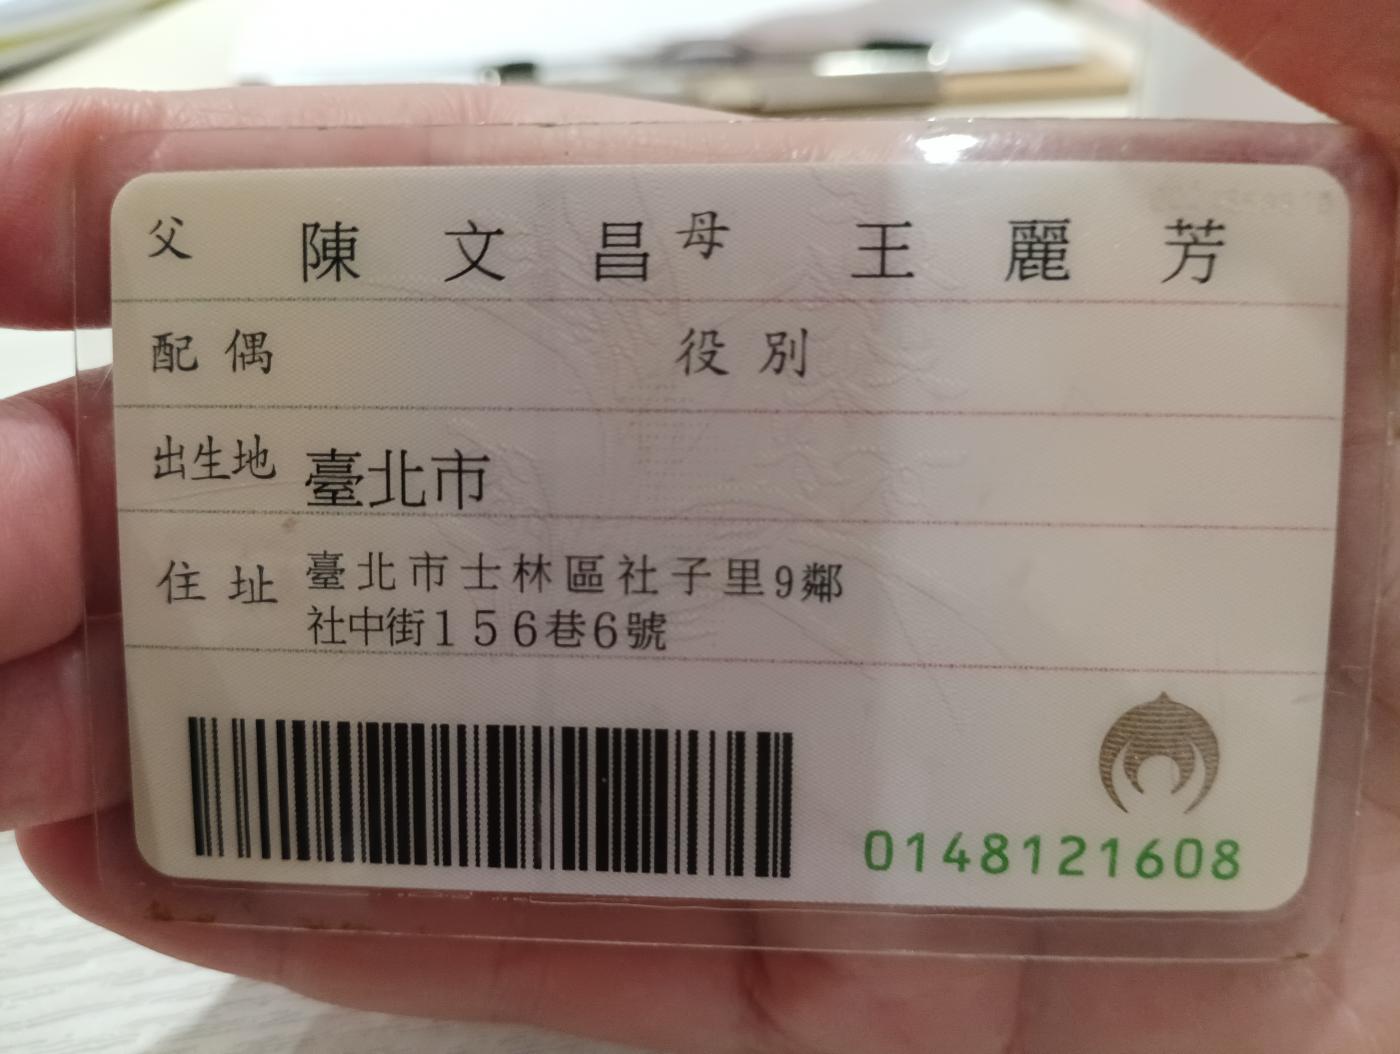 父 陳文昌 母 王麗芳
配偶 役別
出生地 臺北市
住址 臺北市士林區社子里9鄰
社中街156巷6號
0148121608